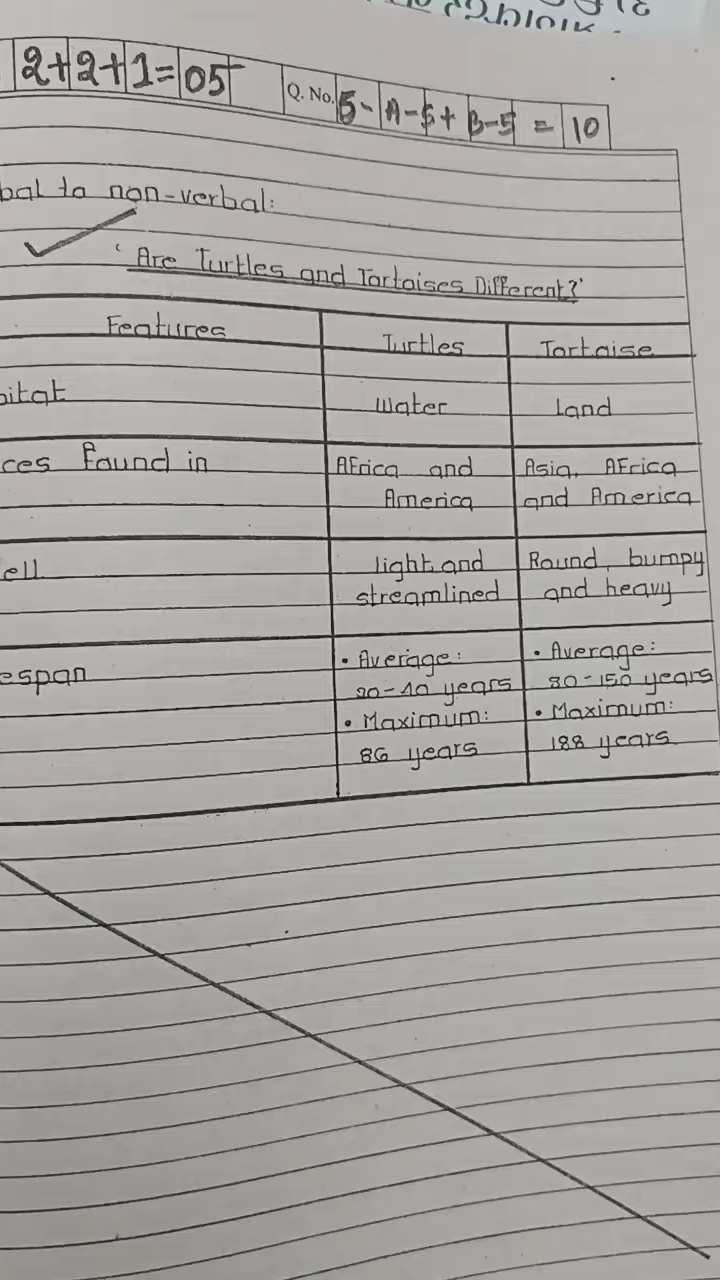 2+2+1=05 Q. No. 5-A-5+B-5 = 10
bal to non-verbal:
'Are Turtles and Tortoises Different?'
Features Turtles Tortoise
bitat Water Land
ces found in Africa and Asia, Africa
America and America
ell light and Round, bumpy
streamlined and heavy
espan • Average: • Average:
20-40 years 80-150 years
• Maximum: • Maximum:
86 years 188 years